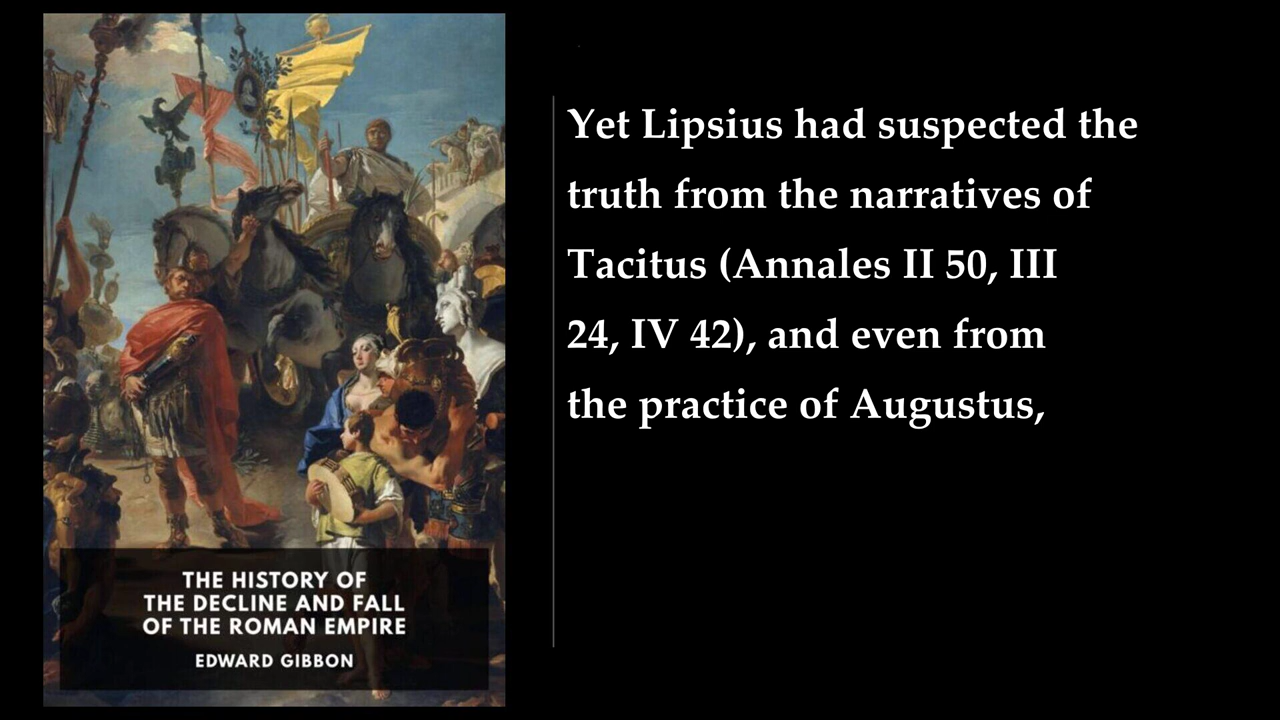 Yet Lipsius had suspected the
truth from the narratives of
Tacitus (Annales II 50, III
24, IV 42), and even from
the practice of Augustus,
THE HISTORY OF
THE DECLINE AND FALL
OF THE ROMAN EMPIRE
EDWARD GIBBON